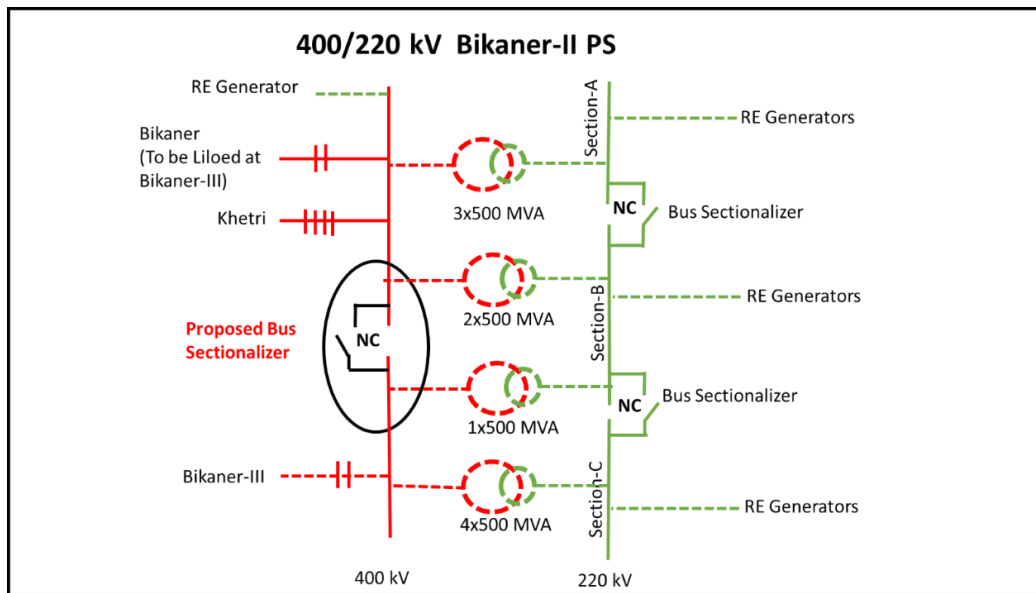 400/220 kV Bikaner-II PS
RE Generator
Bikaner
(To be Liloed at
Bikaner-III)
Khetri
Proposed Bus
Sectionalizer
NC
Bikaner-III
400 kV
3x500 MVA
2x500 MVA
1x500 MVA
4x500 MVA
Section-A
RE Generators
NC
Bus Sectionalizer
Section-B
RE Generators
NC
Bus Sectionalizer
Section-C
RE Generators
220 kV